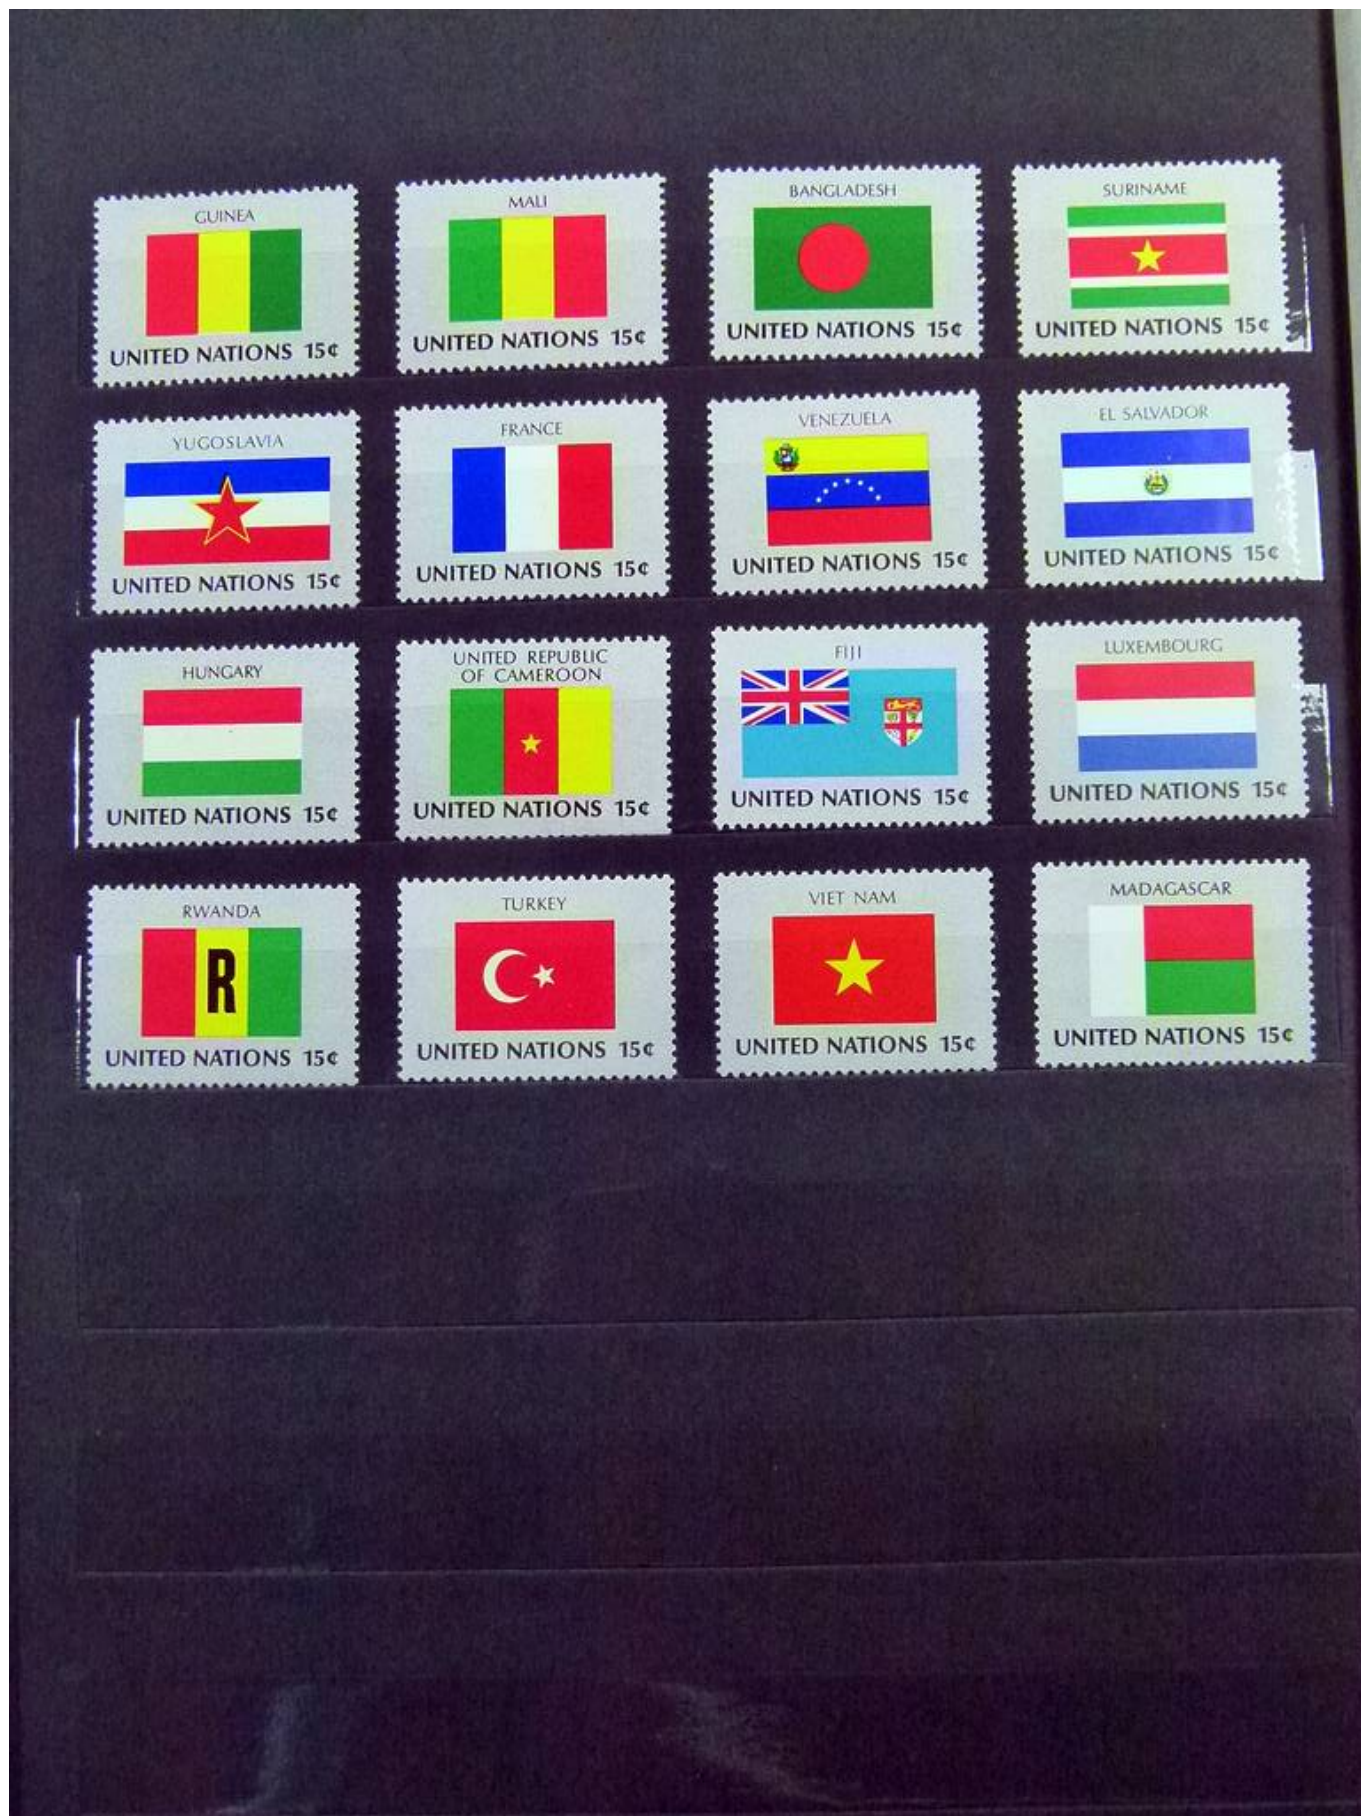 GUINEA
UNITED NATIONS 15¢
MALI
UNITED NATIONS 15¢
BANGLADESH
UNITED NATIONS 15¢
SURINAME
UNITED NATIONS 15¢
YUGOSLAVIA
UNITED NATIONS 15¢
FRANCE
UNITED NATIONS 15¢
VENEZUELA
UNITED NATIONS 15¢
EL SALVADOR
UNITED NATIONS 15¢
HUNGARY
UNITED NATIONS 15¢
UNITED REPUBLIC
OF CAMEROON
UNITED NATIONS 15¢
FIJI
UNITED NATIONS 15¢
LUXEMBOURG
UNITED NATIONS 15¢
RWANDA
R
UNITED NATIONS 15¢
TURKEY
UNITED NATIONS 15¢
VIET NAM
UNITED NATIONS 15¢
MADAGASCAR
UNITED NATIONS 15¢